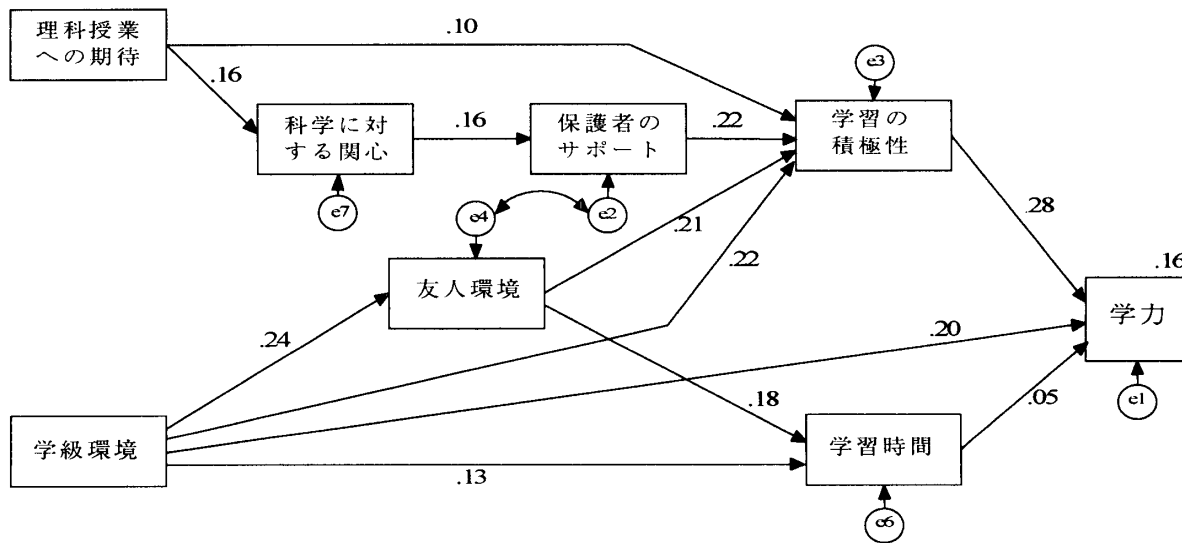 理科授業
への期待
.10
.16
e3
科学に対
する関心
.16
保護者の
サポート
.22
学習の
積極性
e7
e4
e2
.21
.28
.22
.16
友人環境
学力
.24
.20
.18
.05
e1
学級環境
.13
学習時間
e6